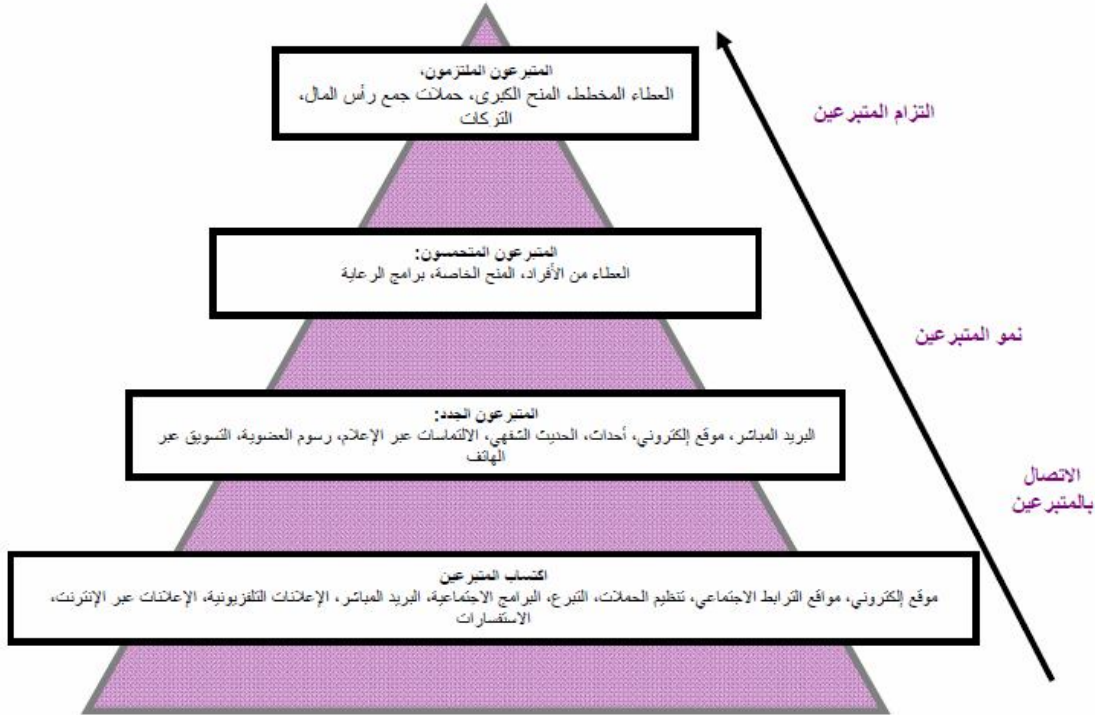 المتبرعون الملتزمون،
العطاء المخطط، المنح الكبرى، حملات جمع رأس المال،
التركات
التزام المتبرعين
المتبرعون المتحمسون:
العطاء من الأفراد، المنح الخاصة، برامج الرعاية
نمو المتبرعين
المتبرعون الجدد:
البريد المباشر، موقع إلكتروني، أحداث، الحديث الشفهي، الالتماسات عبر الإعلام، رسوم العضوية، التسويق عبر
الهاتف
الاتصال
بالمتبرعين
اكتساب المتبرعين
موقع إلكتروني، مواقع الترابط الاجتماعي، تنظيم الحملات، التبرع، البرامج الاجتماعية، البريد المباشر، الإعلانات التلفزيونية، الإعلانات عبر الإنترنت،
الاستفسارات